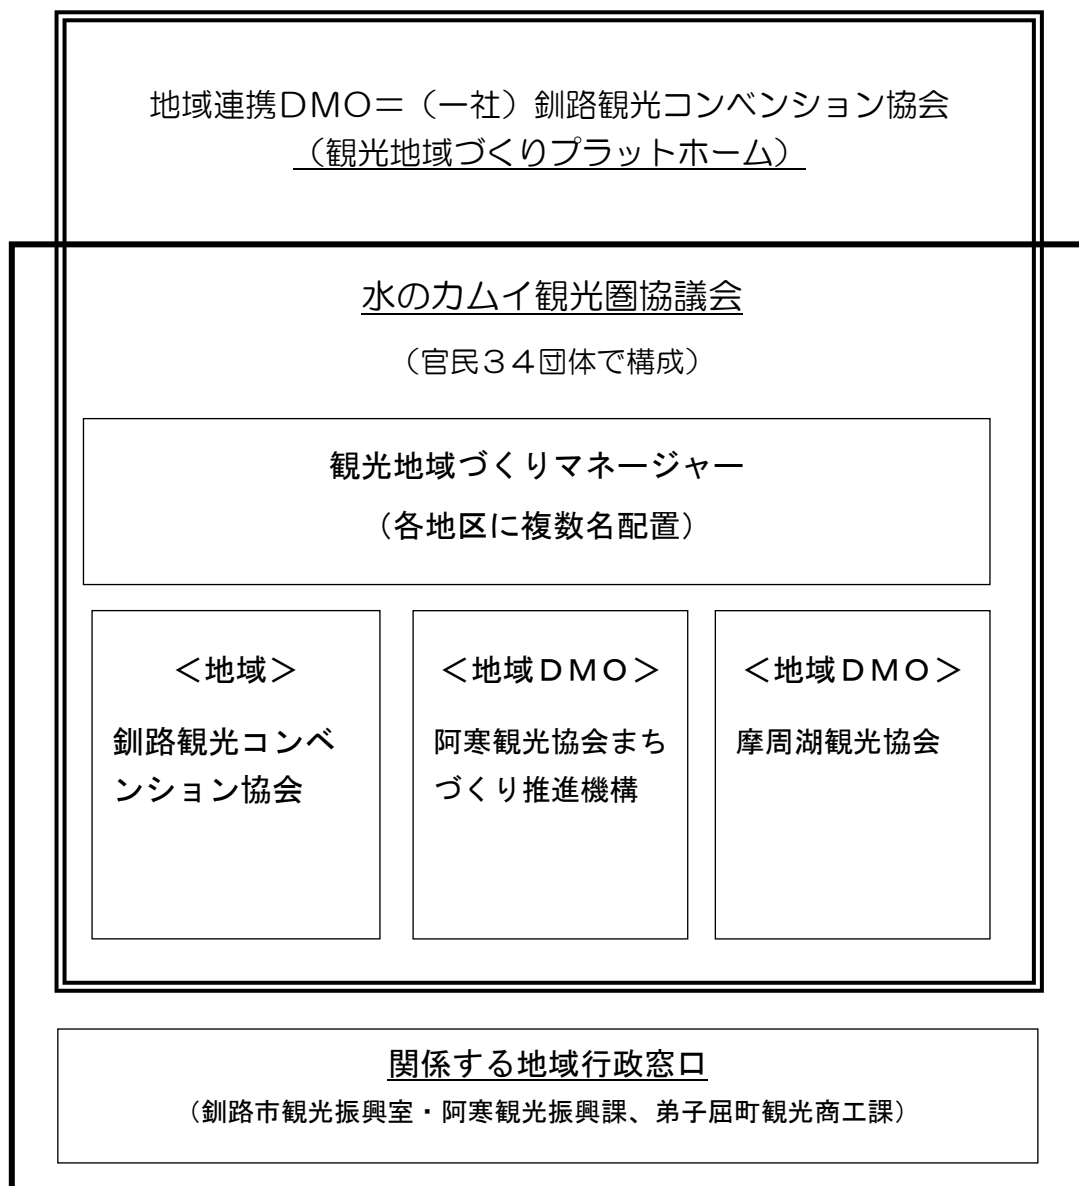 地域連携DMO=(一社)釧路観光コンベンション協会
(観光地域づくりプラットホーム)
水のカムイ観光圏協議会
(官民34団体で構成)
観光地域づくりマネージャー
(各地区に複数名配置)
<地域>
釧路観光コンベ
ンション協会
<地域DMO>
阿寒観光協会まち
づくり推進機構
<地域DMO>
摩周湖観光協会
関係する地域行政窓口
(釧路市観光振興室・阿寒観光振興課、弟子屈町観光商工課)